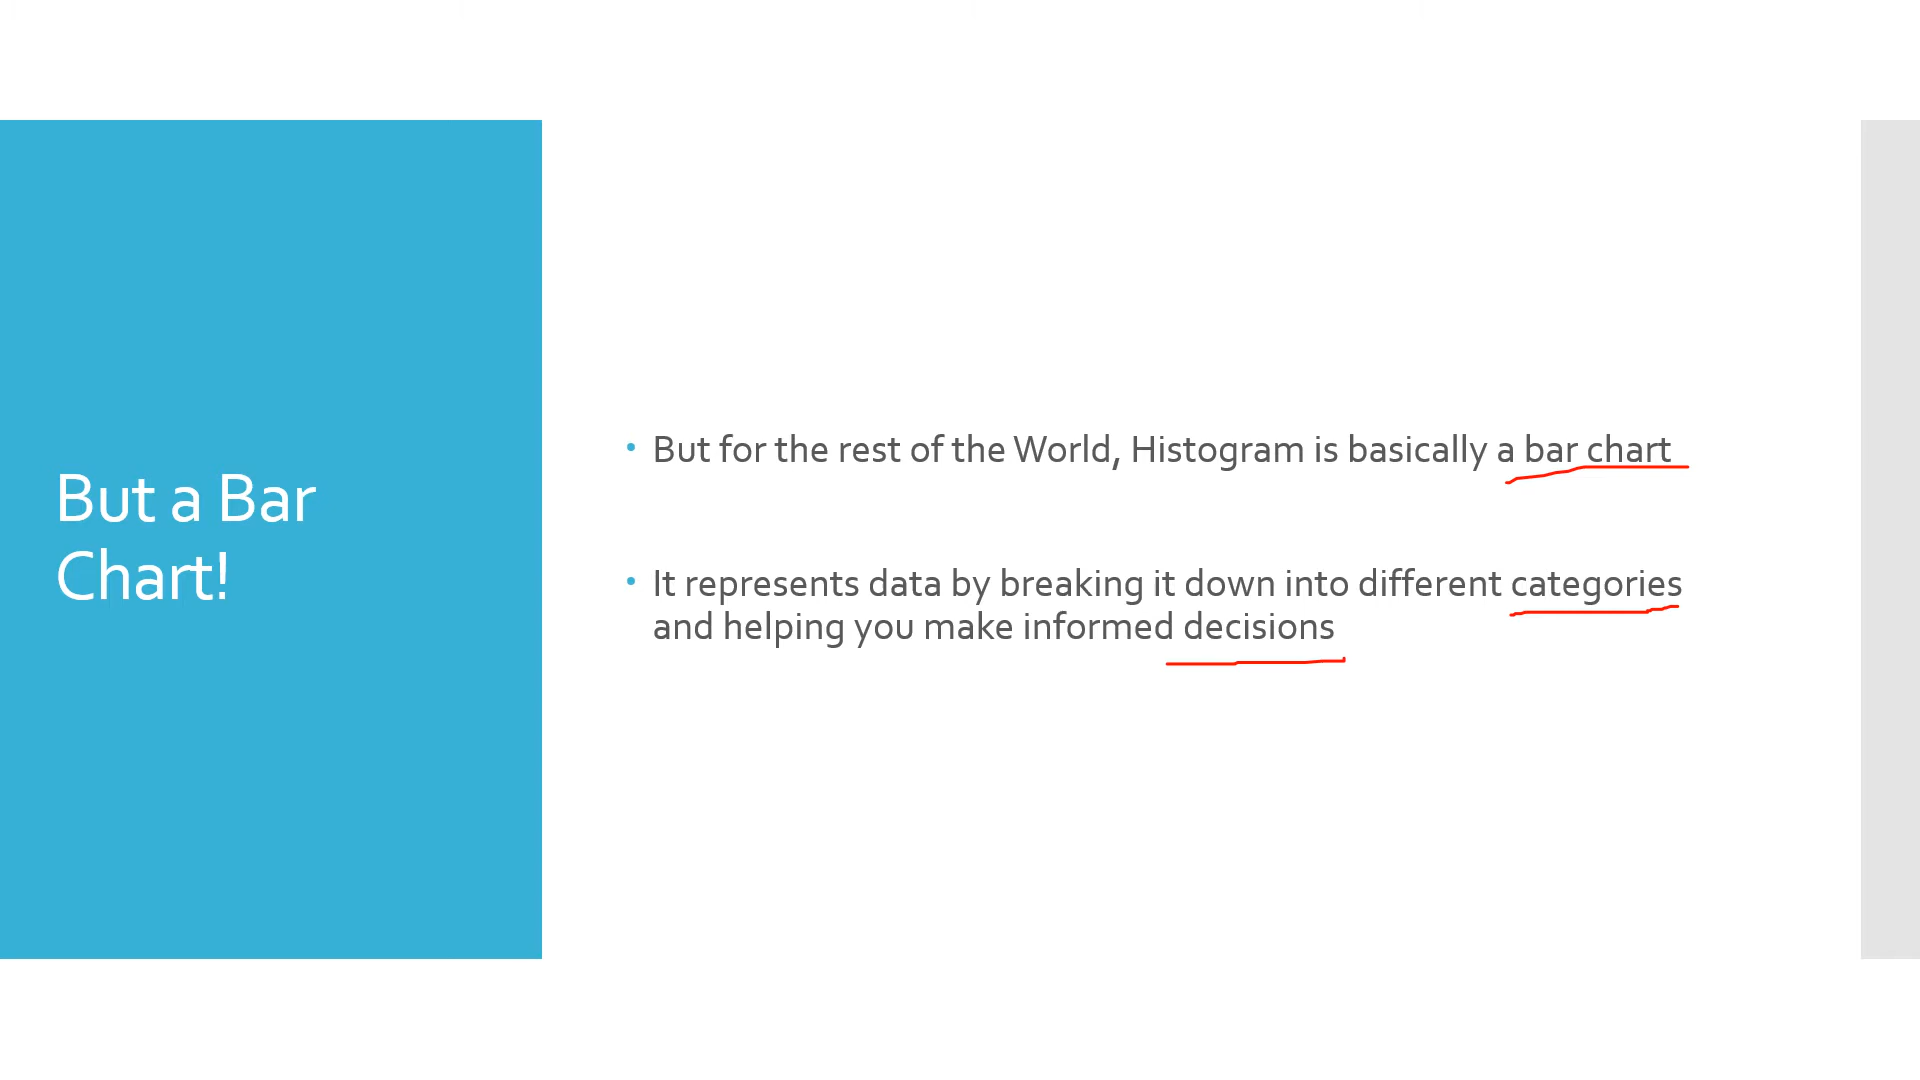 But a Bar
Chart!
• But for the rest of the World, Histogram is basically a bar chart
• It represents data by breaking it down into different categories
and helping you make informed decisions